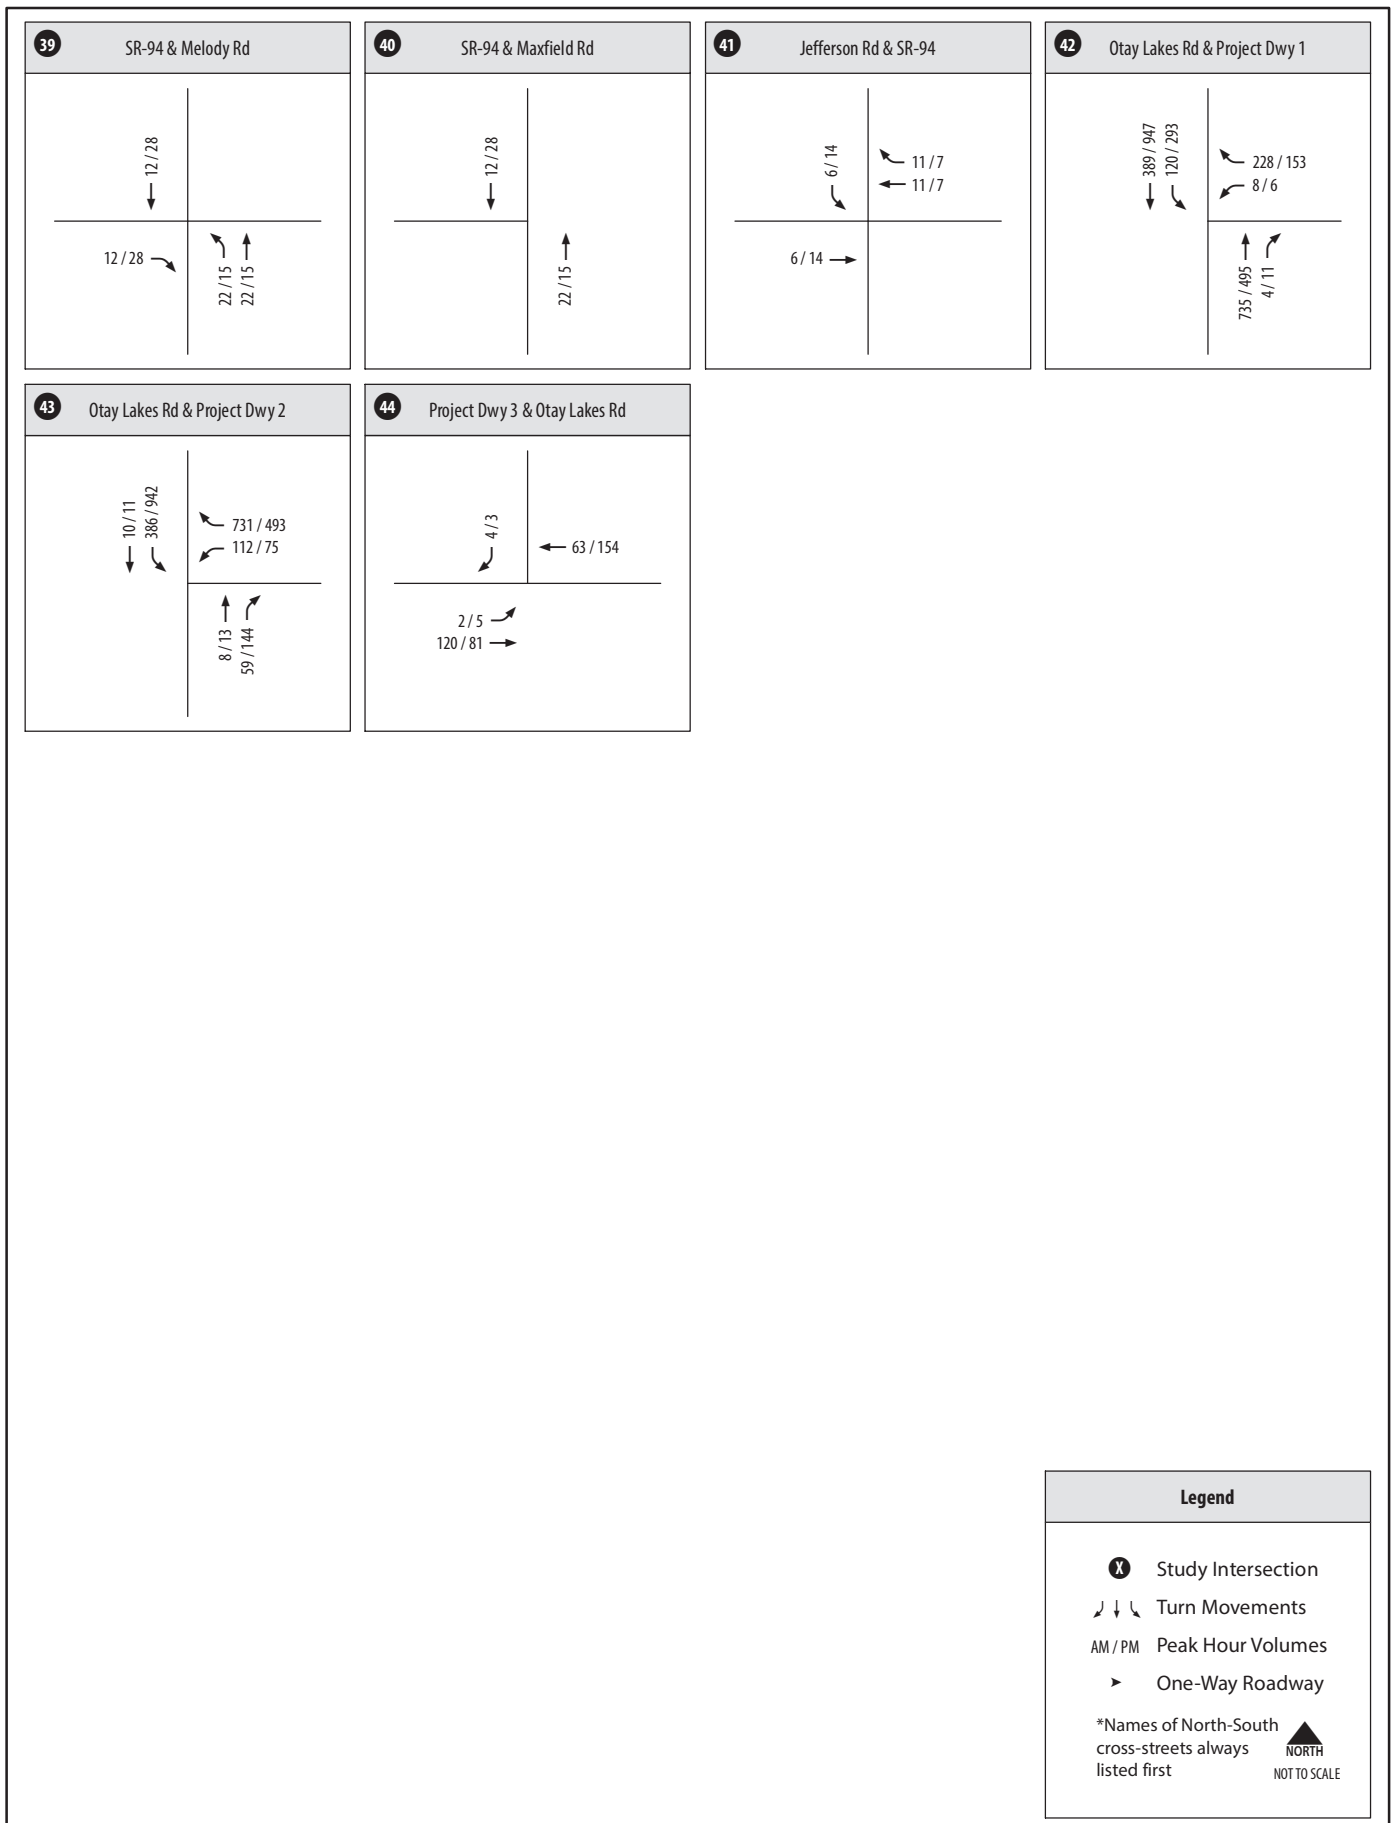 39 SR-94 & Melody Rd
12 / 28
12 / 28
22 / 15
22 / 15
40 SR-94 & Maxfield Rd
12 / 28
22 / 15
41 Jefferson Rd & SR-94
6 / 14
11 / 7
11 / 7
6 / 14
42 Otay Lakes Rd & Project Dwy 1
389 / 947
120 / 293
228 / 153
8 / 6
735 / 495
4 / 11
43 Otay Lakes Rd & Project Dwy 2
10 / 11
386 / 942
731 / 493
112 / 75
8 / 13
59 / 144
44 Project Dwy 3 & Otay Lakes Rd
4 / 3
63 / 154
2 / 5
120 / 81
Legend
X Study Intersection
Turn Movements
AM / PM Peak Hour Volumes
One-Way Roadway
*Names of North-South
cross-streets always
listed first
NORTH
NOT TO SCALE